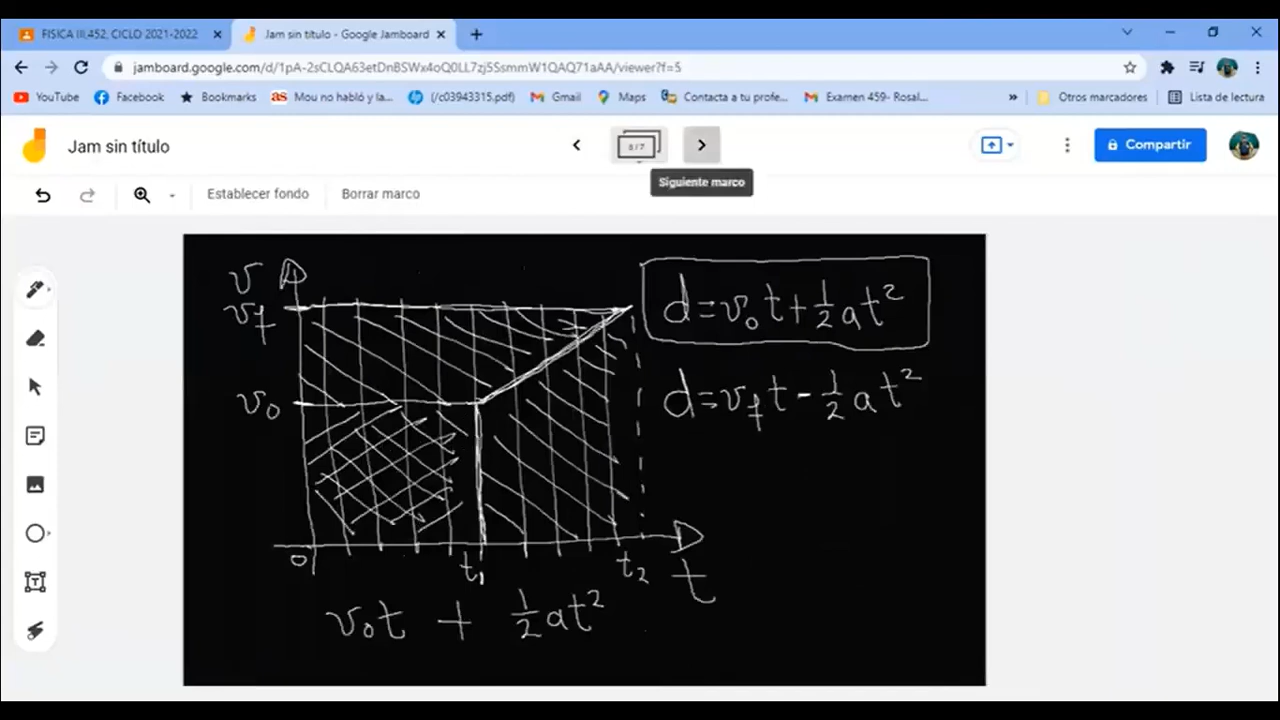 FISICA III,452, CICLO 2021-2022
Jam sin título - Google Jamboard
jamboard.google.com/d/1pA-2sCLQA63etDnBSWx4oQ0LL7zj5SsmmW1QAQ71aAA/viewer?f=5
YouTube
Facebook
Bookmarks
as Mou no habló y la...
(/c03943315.pdf)
Gmail
Maps
Contacta a tu profe...
Examen 459- Rosal...
»
Otros marcadores
Lista de lectura
Jam sin título
Compartir
Siguiente marco
Establecer fondo
Borrar marco
v
vf
d=v₀t+½at²
v₀
d=vft-½at²
0
t₁
t₂
t
v₀t + ½at²